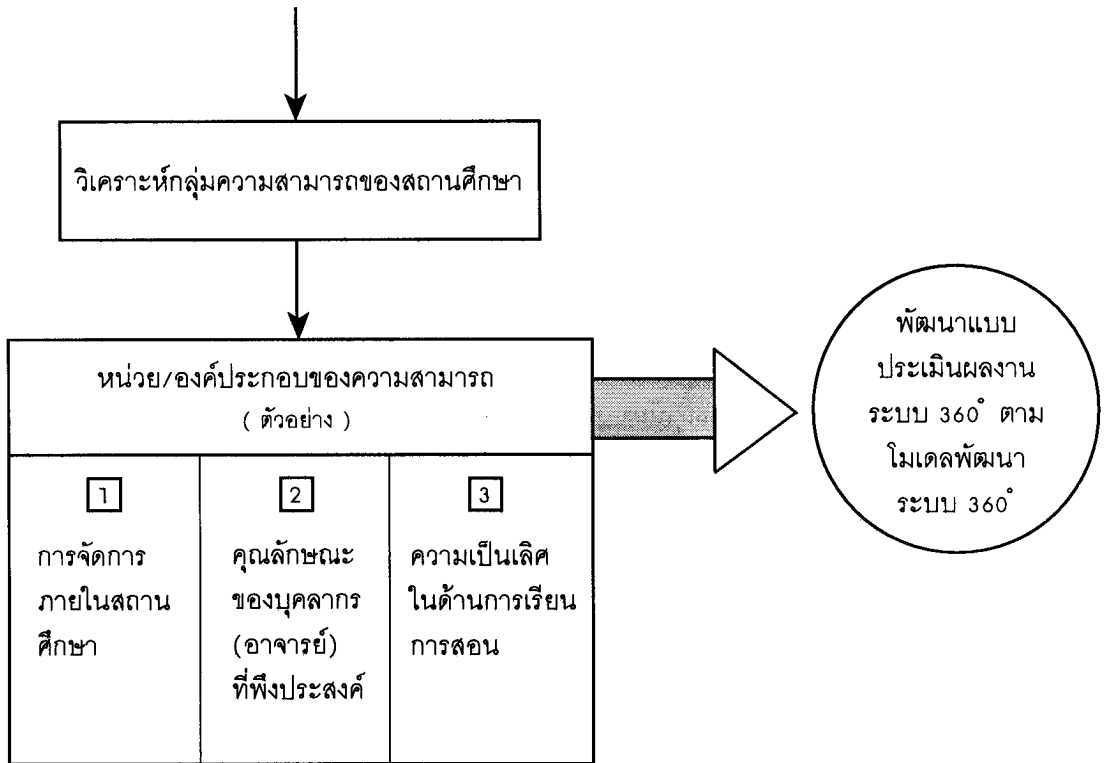 วิเคราะห์กลุ่มความสามารถของสถานศึกษา
หน่วย/องค์ประกอบของความสามารถ
( ตัวอย่าง )
1
การจัดการ
ภายในสถาน
ศึกษา
2
คุณลักษณะ
ของบุคลากร
(อาจารย์)
ที่พึงประสงค์
3
ความเป็นเลิศ
ในด้านการเรียน
การสอน
พัฒนาแบบ
ประเมินผลงาน
ระบบ 360° ตาม
โมเดลพัฒนา
ระบบ 360°